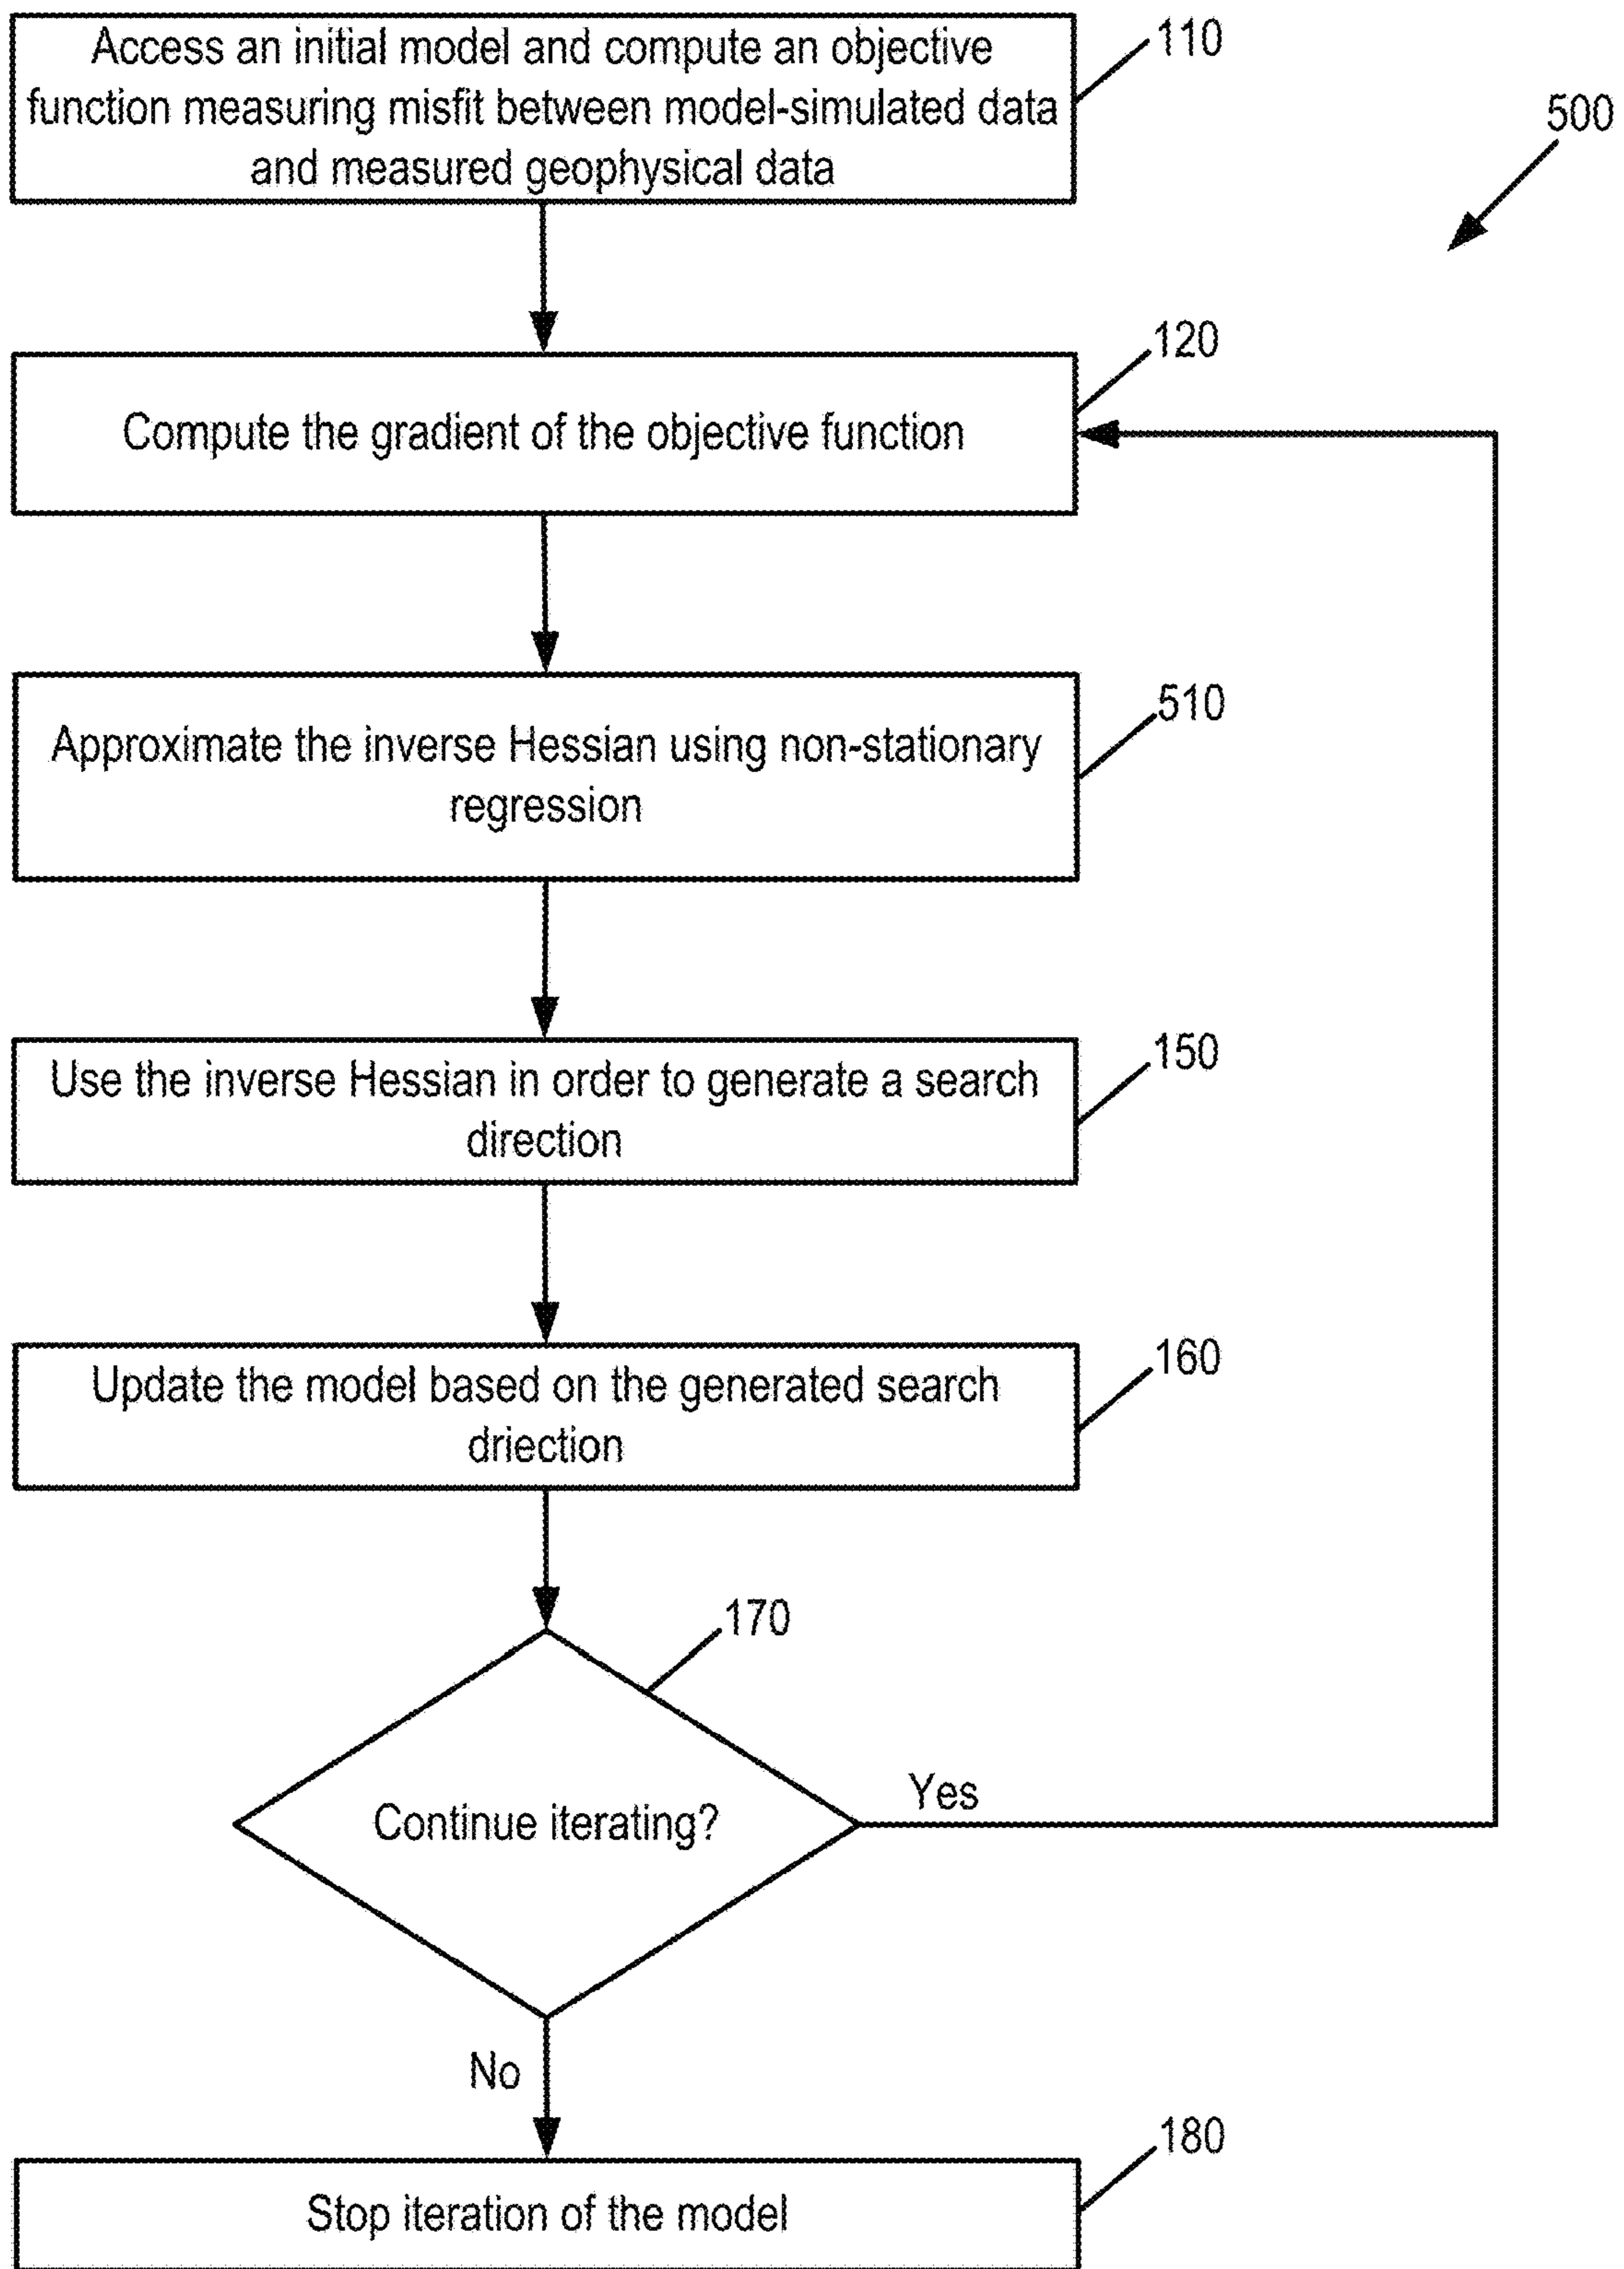 Access an initial model and compute an objective
function measuring misfit between model-simulated data
and measured geophysical data
110
500
120
Compute the gradient of the objective function
510
Approximate the inverse Hessian using non-stationary
regression
150
Use the inverse Hessian in order to generate a search
direction
160
Update the model based on the generated search
driection
170
Continue iterating?
Yes
No
180
Stop iteration of the model